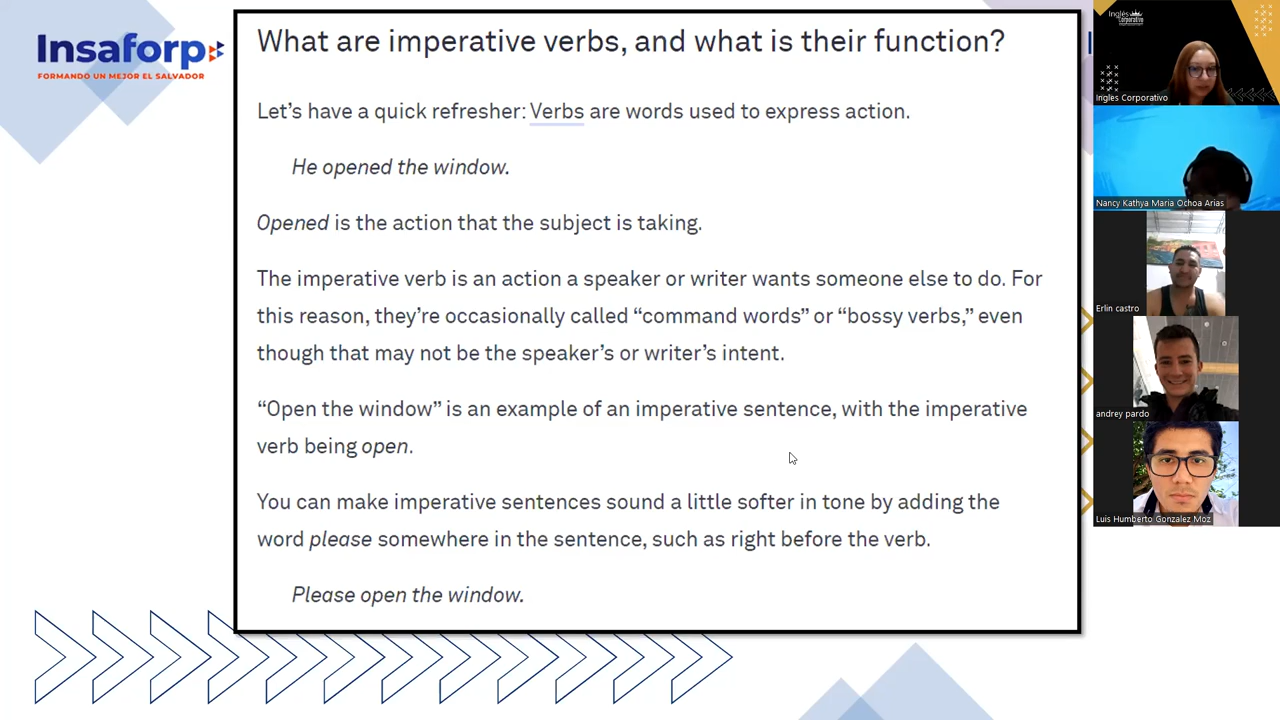 Insaforp
FORMANDO UN MEJOR EL SALVADOR
What are imperative verbs, and what is their function?
Let's have a quick refresher: Verbs are words used to express action.
He opened the window.
Opened is the action that the subject is taking.
The imperative verb is an action a speaker or writer wants someone else to do. For
this reason, they're occasionally called “command words” or “bossy verbs,” even
though that may not be the speaker's or writer's intent.
“Open the window” is an example of an imperative sentence, with the imperative
verb being open.
You can make imperative sentences sound a little softer in tone by adding the
word please somewhere in the sentence, such as right before the verb.
Please open the window.
Inglés
Corporativo
Ingles Corporativo
Nancy Kathya Maria Ochoa Arias
Erlin castro
andrey pardo
Luis Humberto Gonzalez Moz